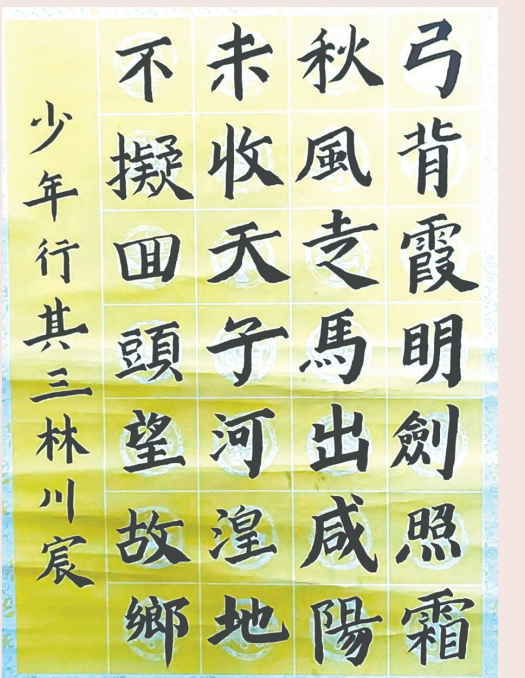 弓背霞明劍照霜
秋風走馬出咸陽
未收天子河湟地
不擬回頭望故鄉
少年行其三林川宸